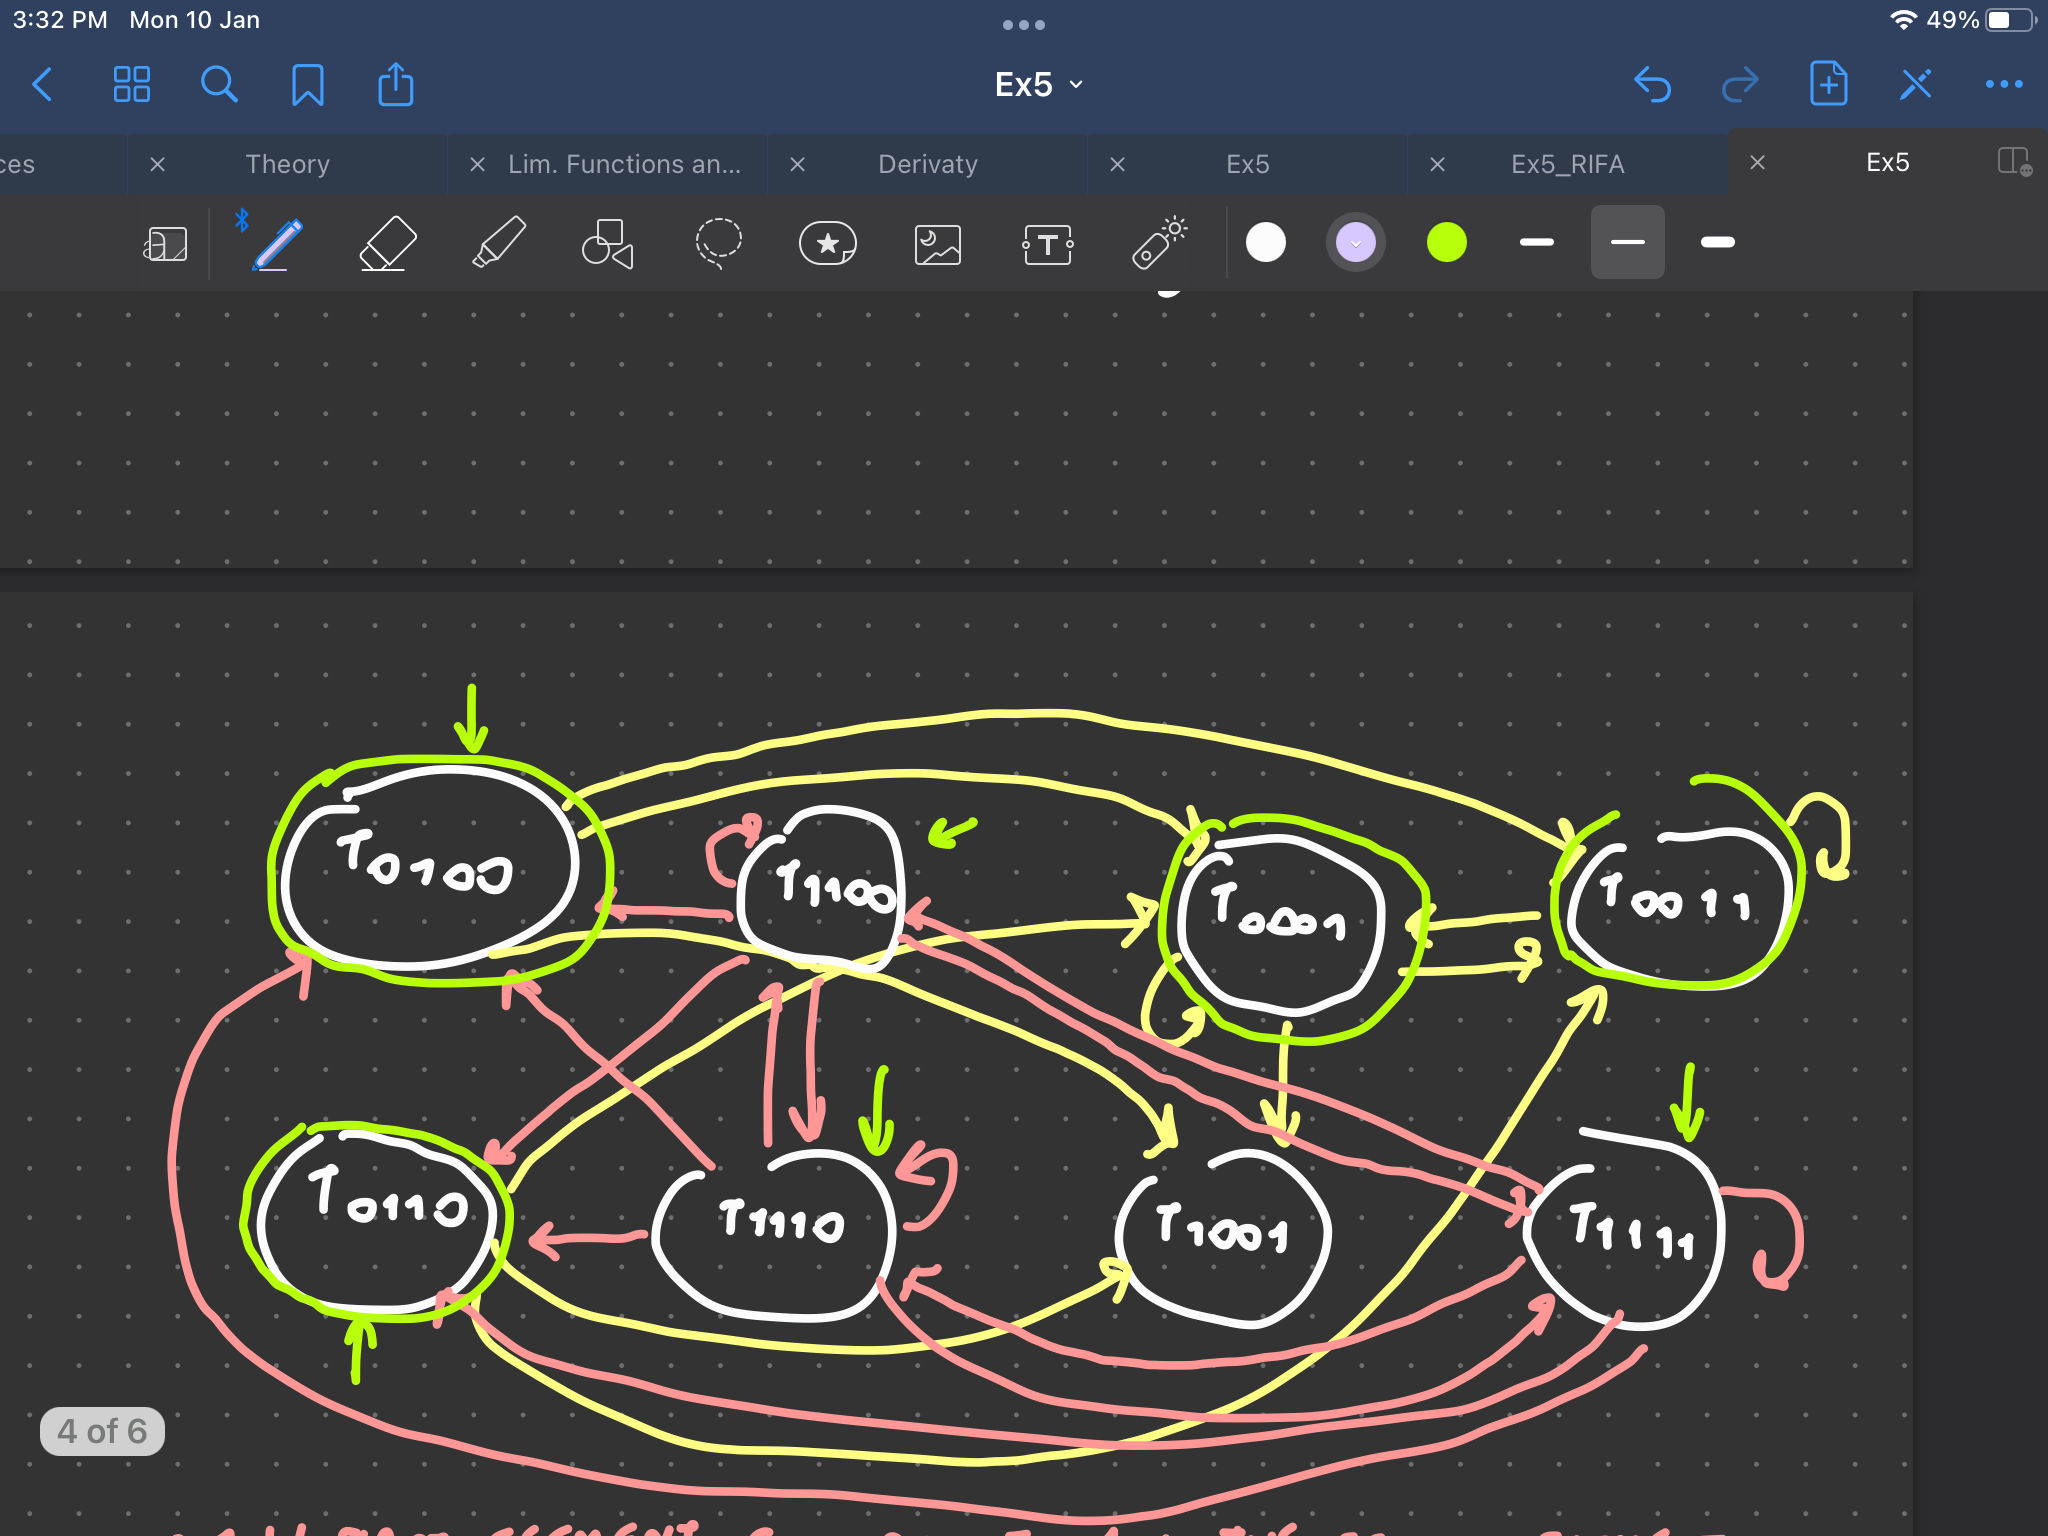 3:32 PM Mon 10 Jan
49%
Ex5
ces
Theory
Lim. Functions an...
Derivaty
Ex5
Ex5_RIFA
Ex5
T
T0100
T1100
T0001
T0011
T0110
T1110
T1001
T1111
4 of 6